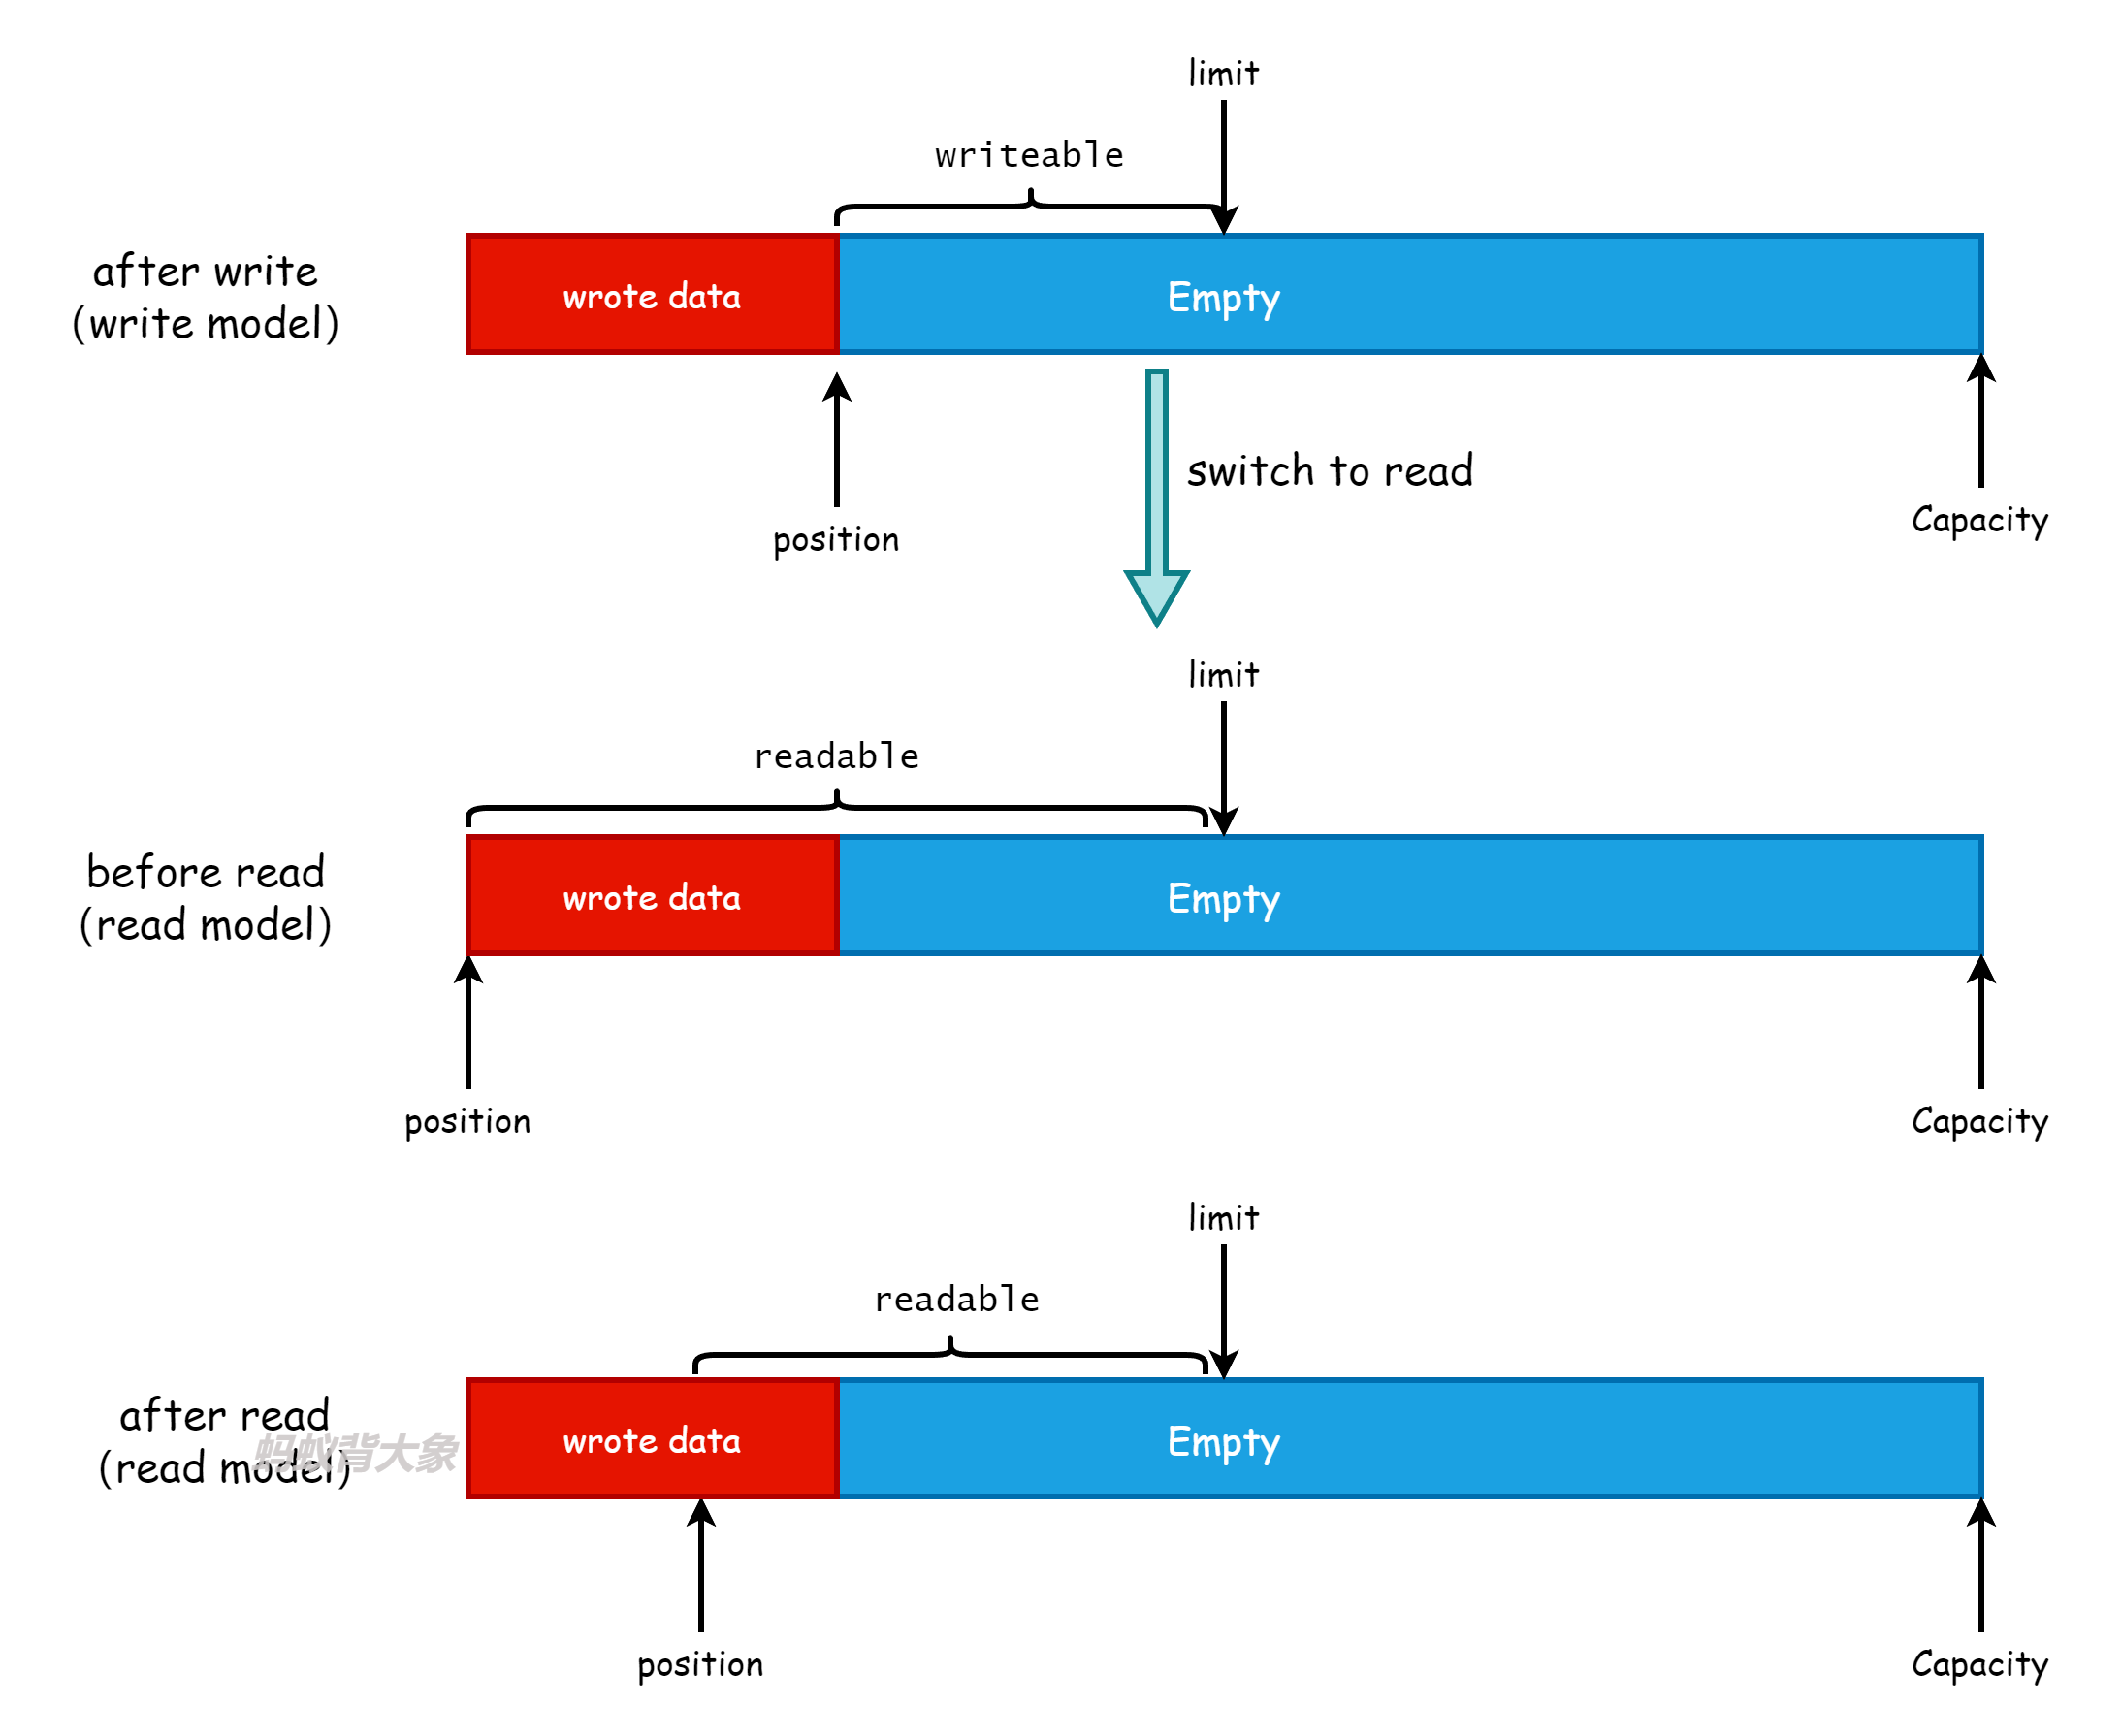 limit
writeable
after write
(write model)
wrote data
Empty
position
switch to read
Capacity
limit
readable
before read
(read model)
wrote data
Empty
position
Capacity
limit
readable
after read
(read model)
蚂蚁背大象
wrote data
Empty
position
Capacity